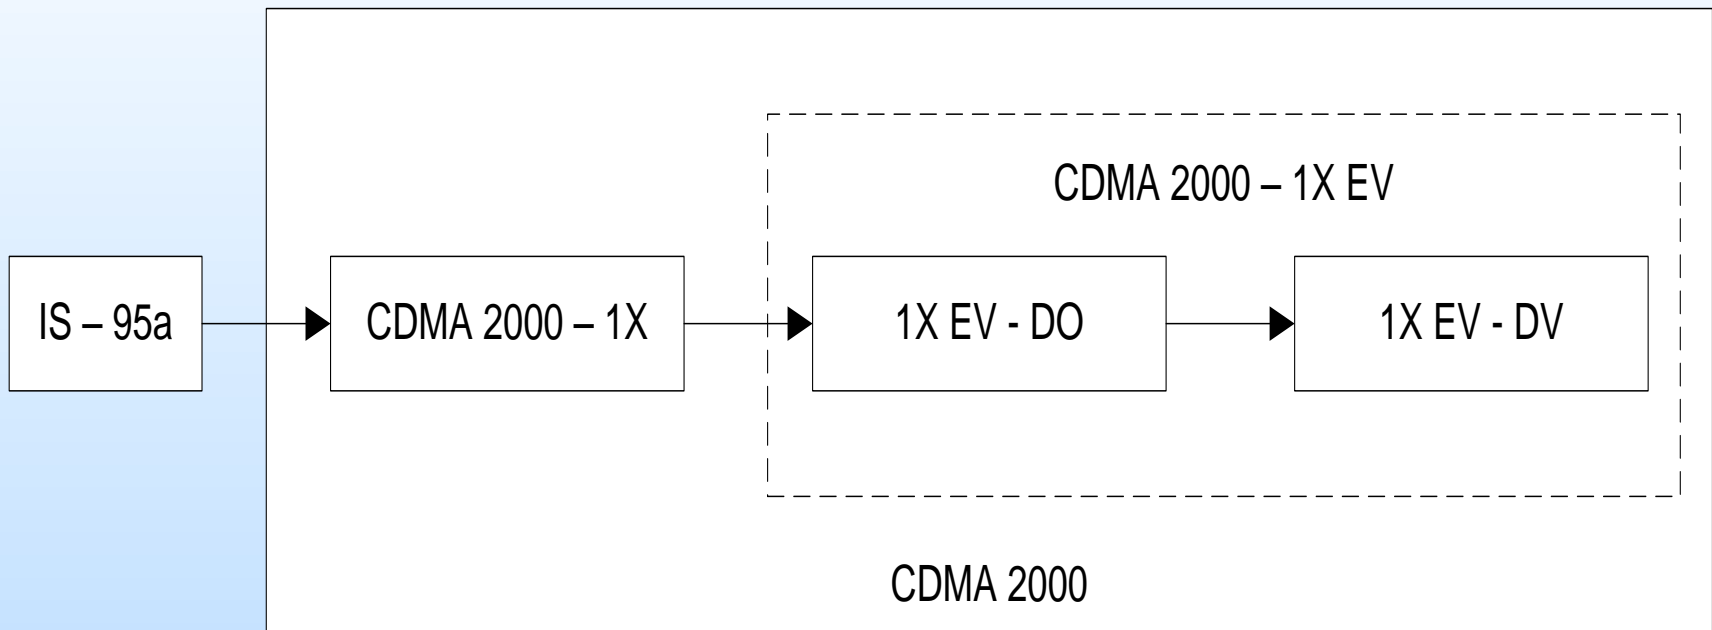 CDMA 2000 – 1X EV
IS – 95a
CDMA 2000 – 1X
1X EV - DO
1X EV - DV
CDMA 2000